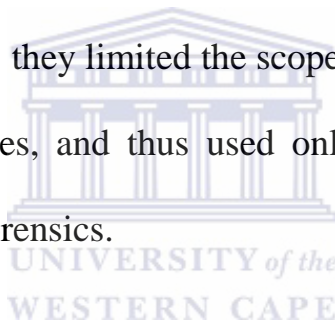 they limited the scope
es, and thus used onl
rensics.
UNIVERSITY of the
WESTERN CAPE